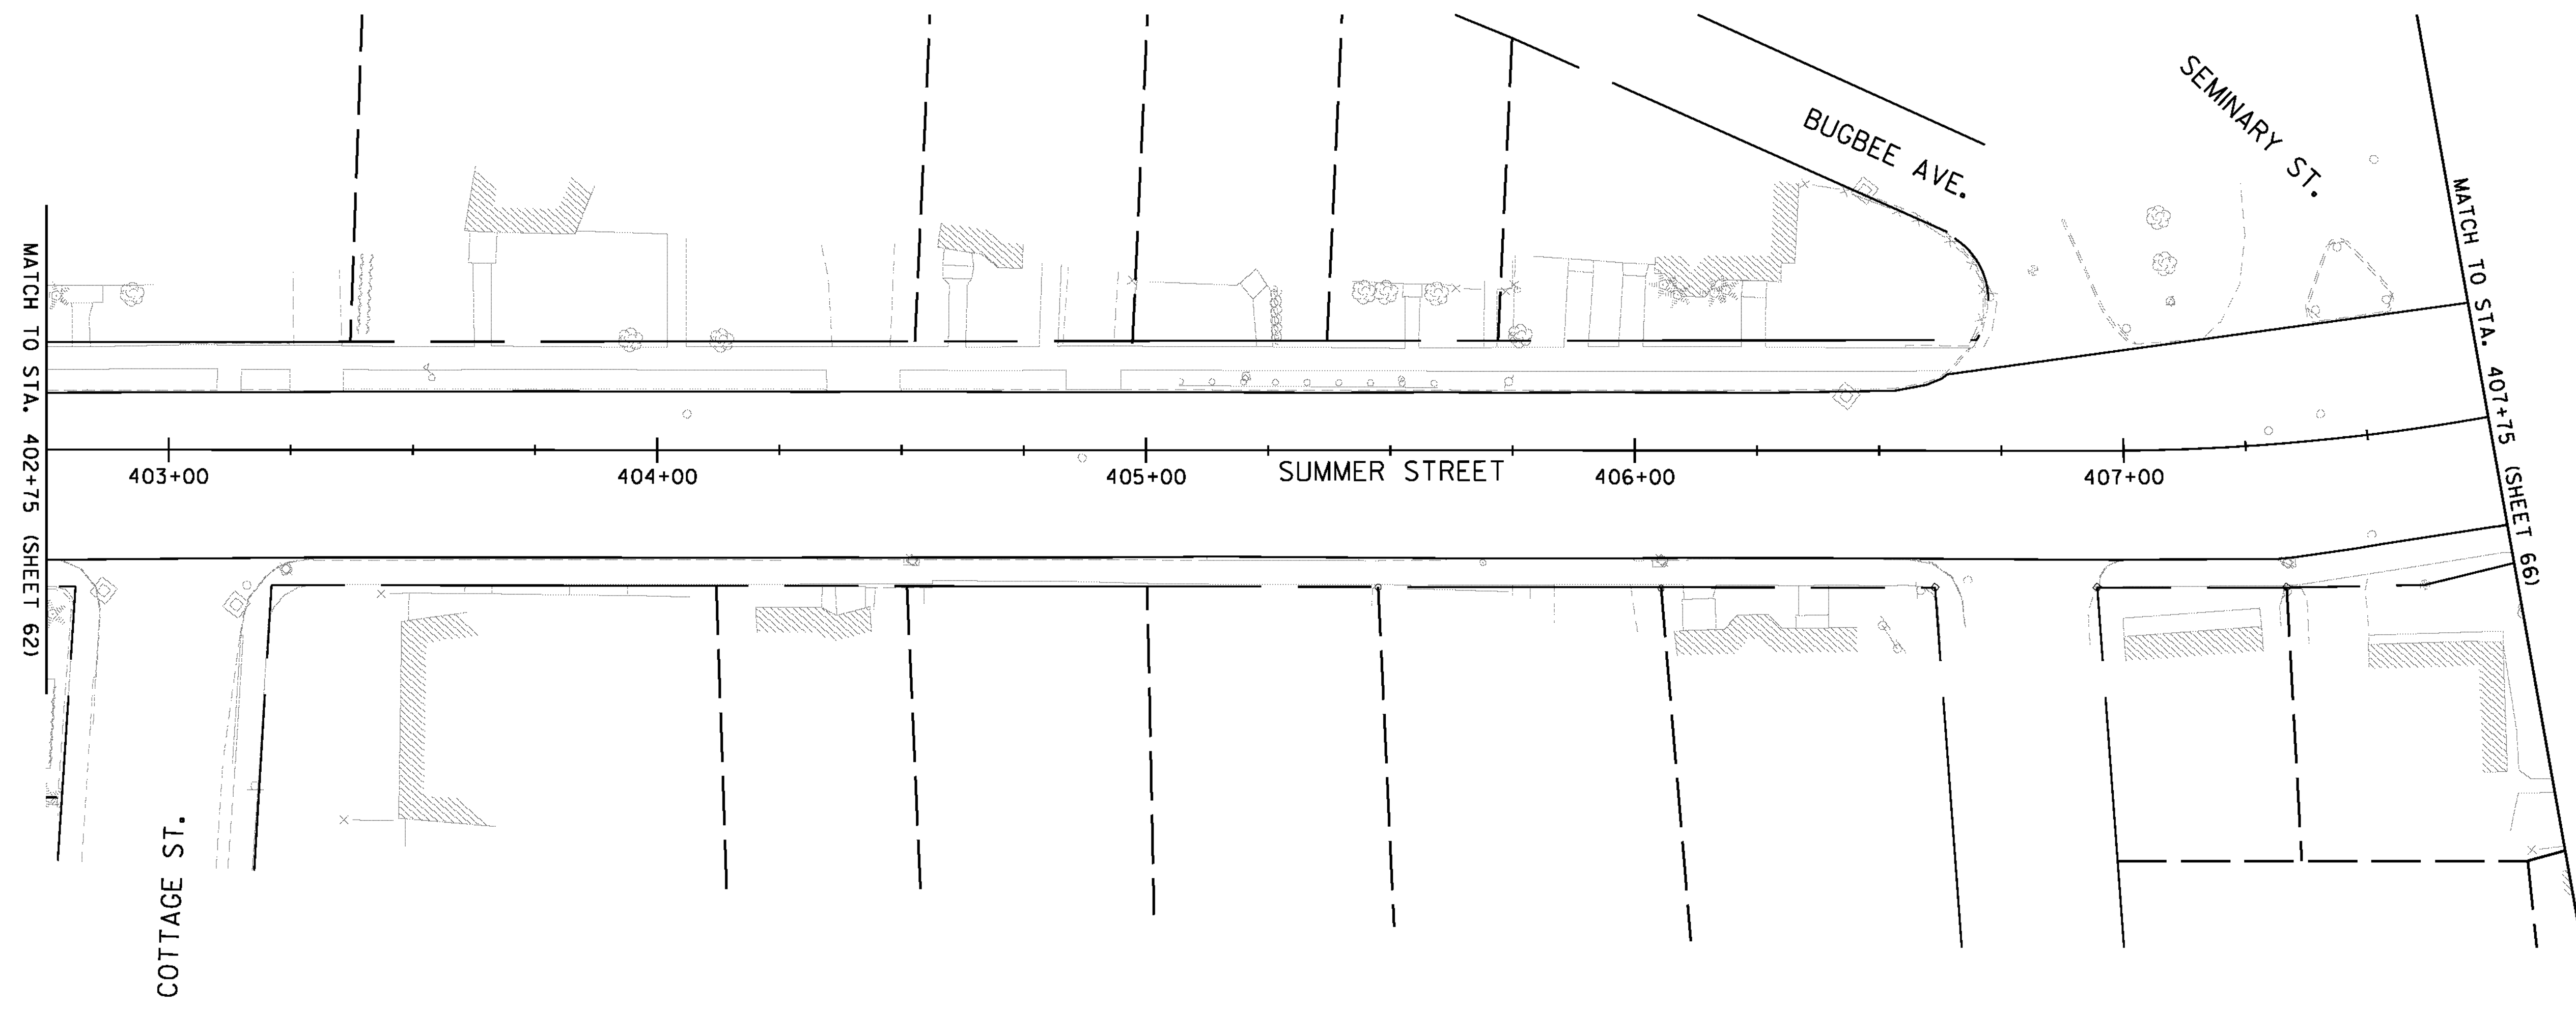 MATCH TO STA. 402+75 (SHEET 62)
BUGBEE AVE.
SEMINARY ST.
MATCH TO STA. 407+75 (SHEET 66)
403+00
404+00
405+00
SUMMER STREET
406+00
407+00
COTTAGE ST.